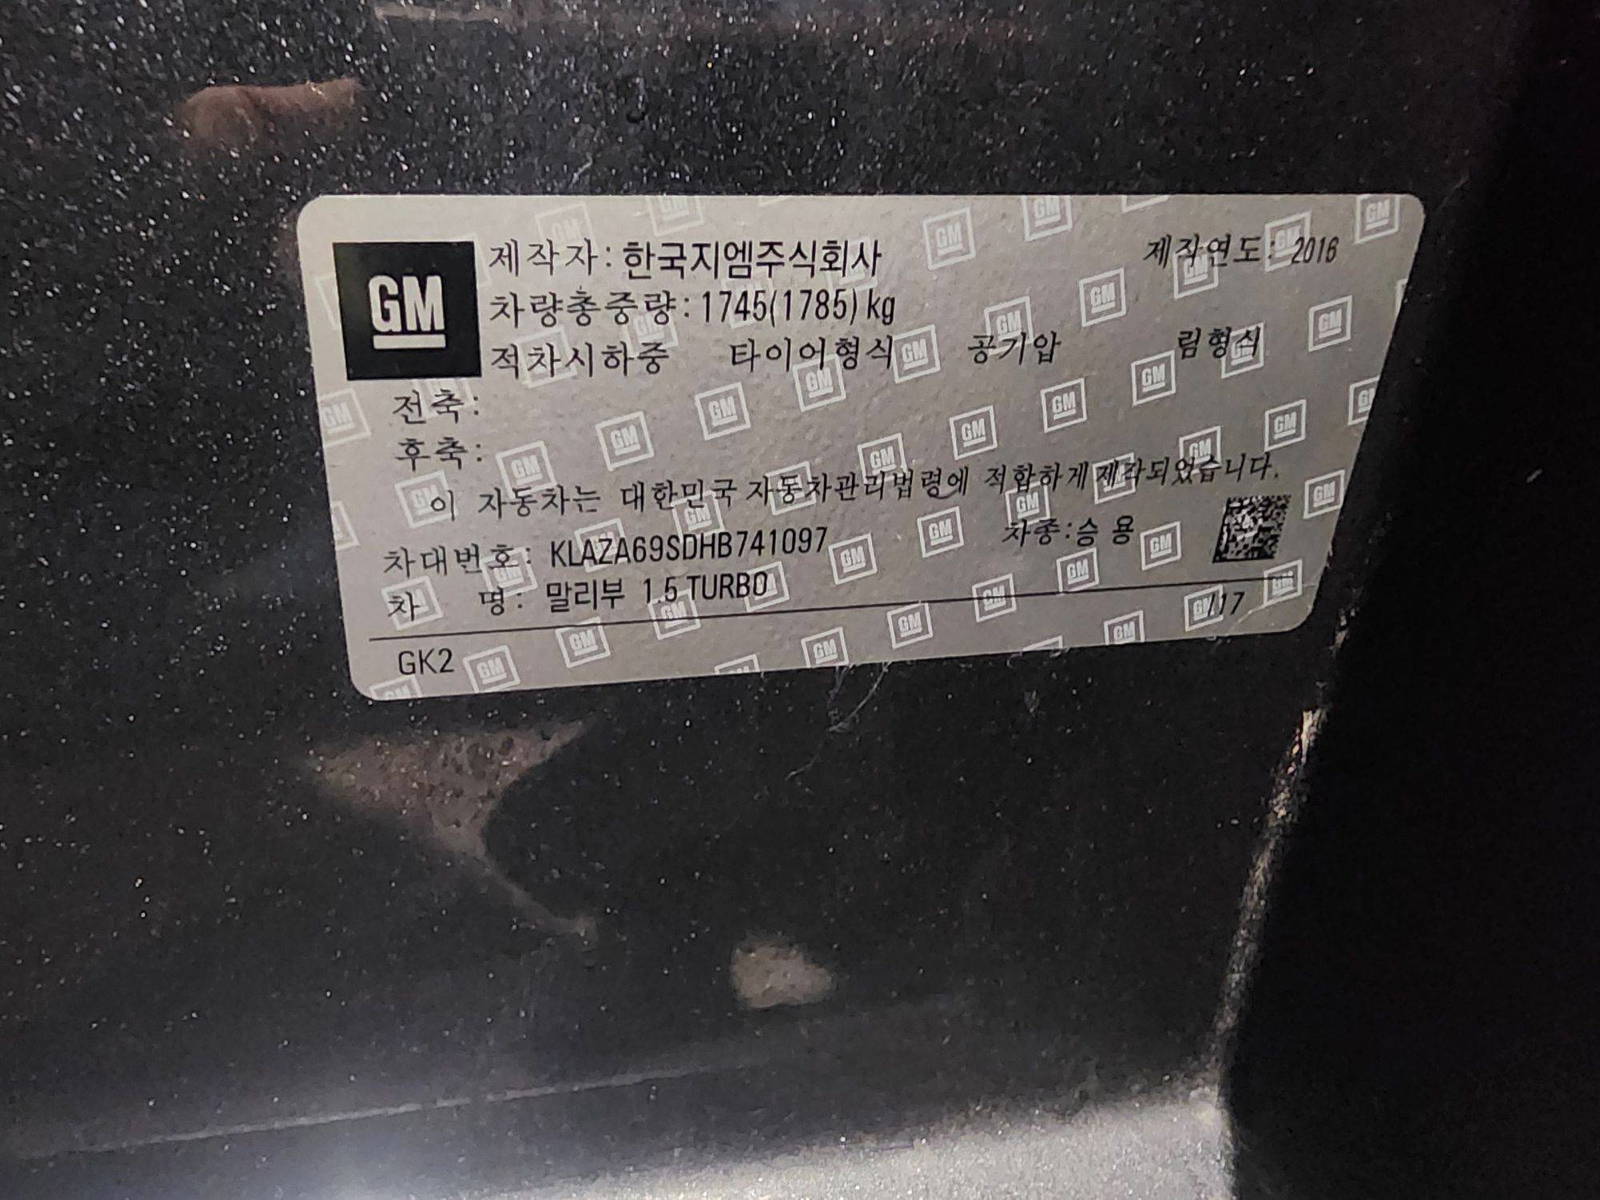 GM
제작자: 한국지엠주식회사 제작연도: 2016
차량총중량: 1745(1785) kg
적차시하중 타이어형식 공기압 림형식
전축:
후축:
이 자동차는 대한민국 자동차관리법령에 적합하게 제작되었습니다.
차대번호: KLAZA69SDHB741097 차종: 승용
차 명: 말리부 1.5 TURBO
GK2 /17